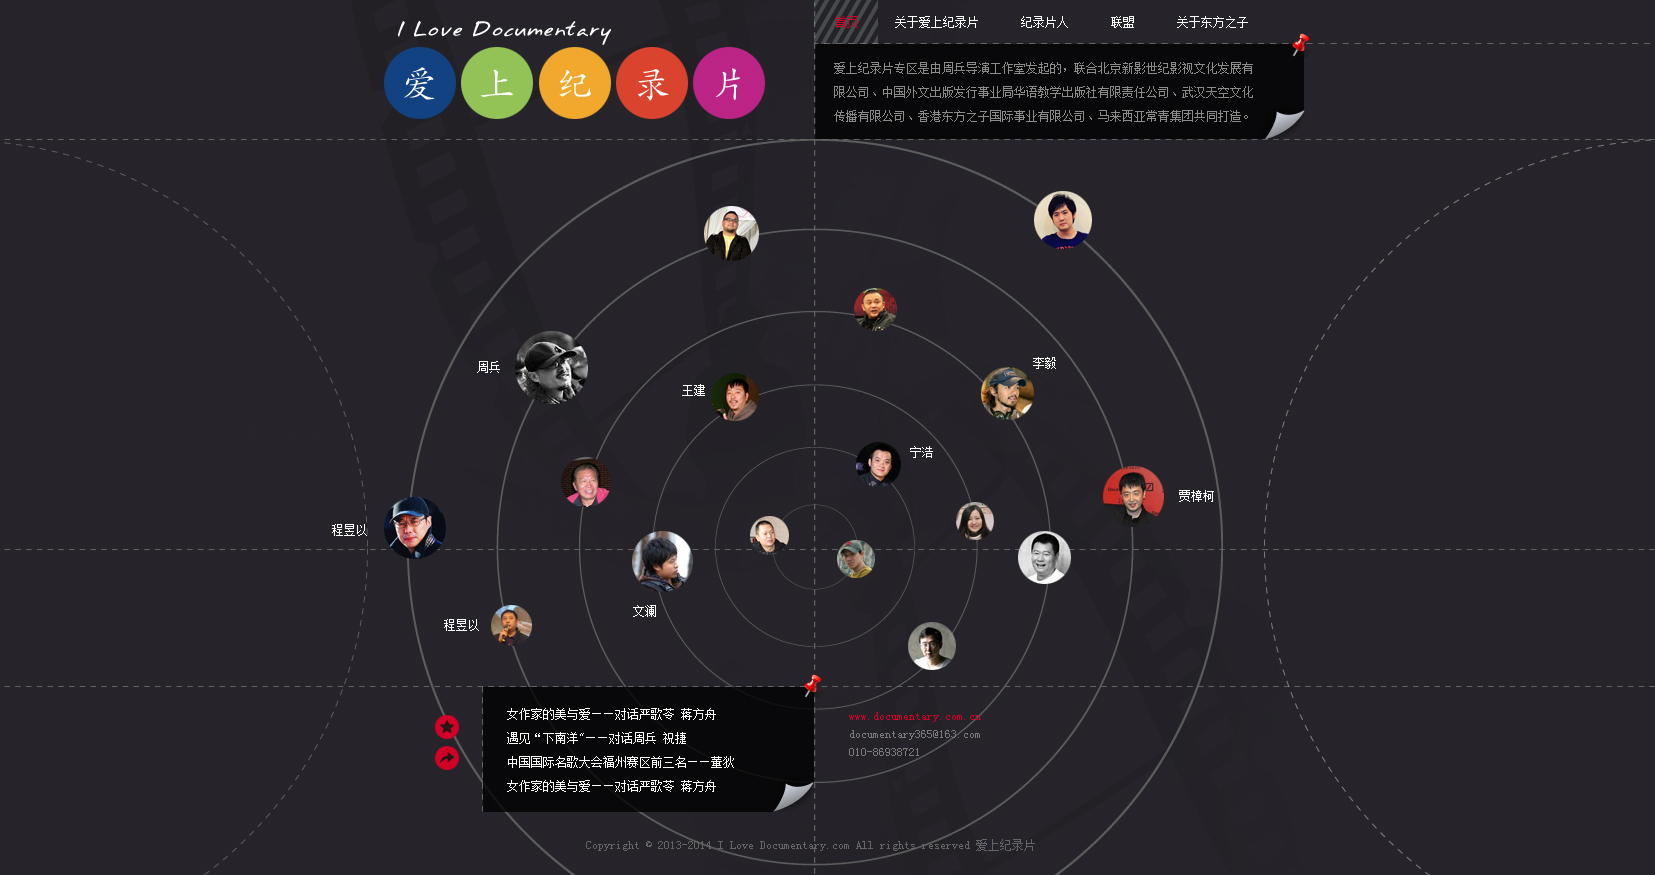 I Love Documentary
爱上纪录片
首页 关于爱上纪录片 纪录片人 联盟 关于东方之子
爱上纪录片专区是由周兵导演工作室发起的，联合北京新影世纪影视文化发展有
限公司、中国外文出版发行事业局华语教学出版社有限责任公司、武汉天空文化
传播有限公司、香港东方之子国际事业有限公司、马来西亚常青集团共同打造。
周兵
王建
李毅
宁浩
贾樟柯
程昱以
文澜
程昱以
女作家的美与爱——对话严歌苓 蒋方舟
遇见“下南洋”——对话周兵 祝捷
中国国际名歌大会福州赛区前三名——董狄
女作家的美与爱——对话严歌苓 蒋方舟
www.documentary.com.cn
documentary365@163.com
010-86938721
Copyright © 2013-2014 I Love Documentary.com All rights reserved 爱上纪录片